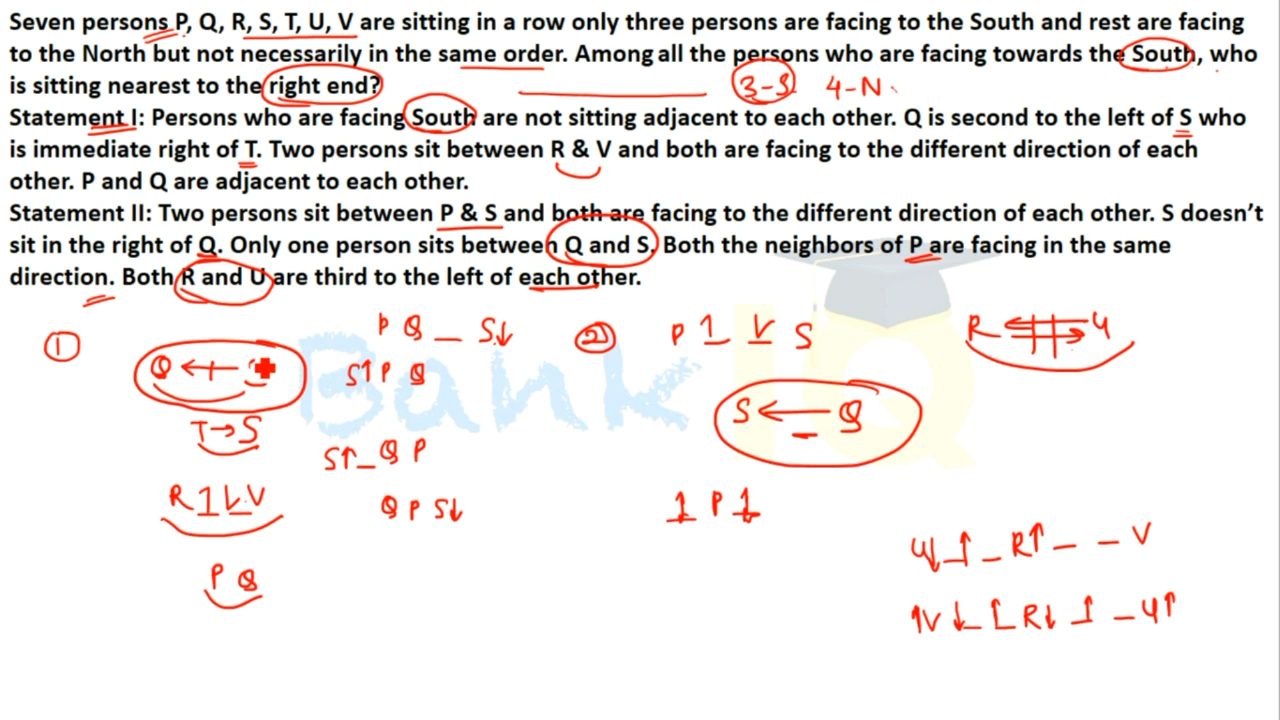 Seven persons P, Q, R, S, T, U, V are sitting in a row only three persons are facing to the South and rest are facing
to the North but not necessarily in the same order. Among all the persons who are facing towards the South, who
is sitting nearest to the right end? 3-S 4-N
Statement I: Persons who are facing South are not sitting adjacent to each other. Q is second to the left of S who
is immediate right of T. Two persons sit between R & V and both are facing to the different direction of each
other. P and Q are adjacent to each other.
Statement II: Two persons sit between P & S and both are facing to the different direction of each other. S doesn't
sit in the right of Q. Only one person sits between Q and S. Both the neighbors of P are facing in the same
direction. Both R and U are third to the left of each other.
① P Q _ S↓ ② P 1 V S R U
Q S↑ P Q S ← Q
T → S S↑ _ Q P
R 1 V Q P S↓ P
P Q U↓ ↑ _ R↑ _ _ V
↑V ↓ R↓ _ U↑
Bank IQ